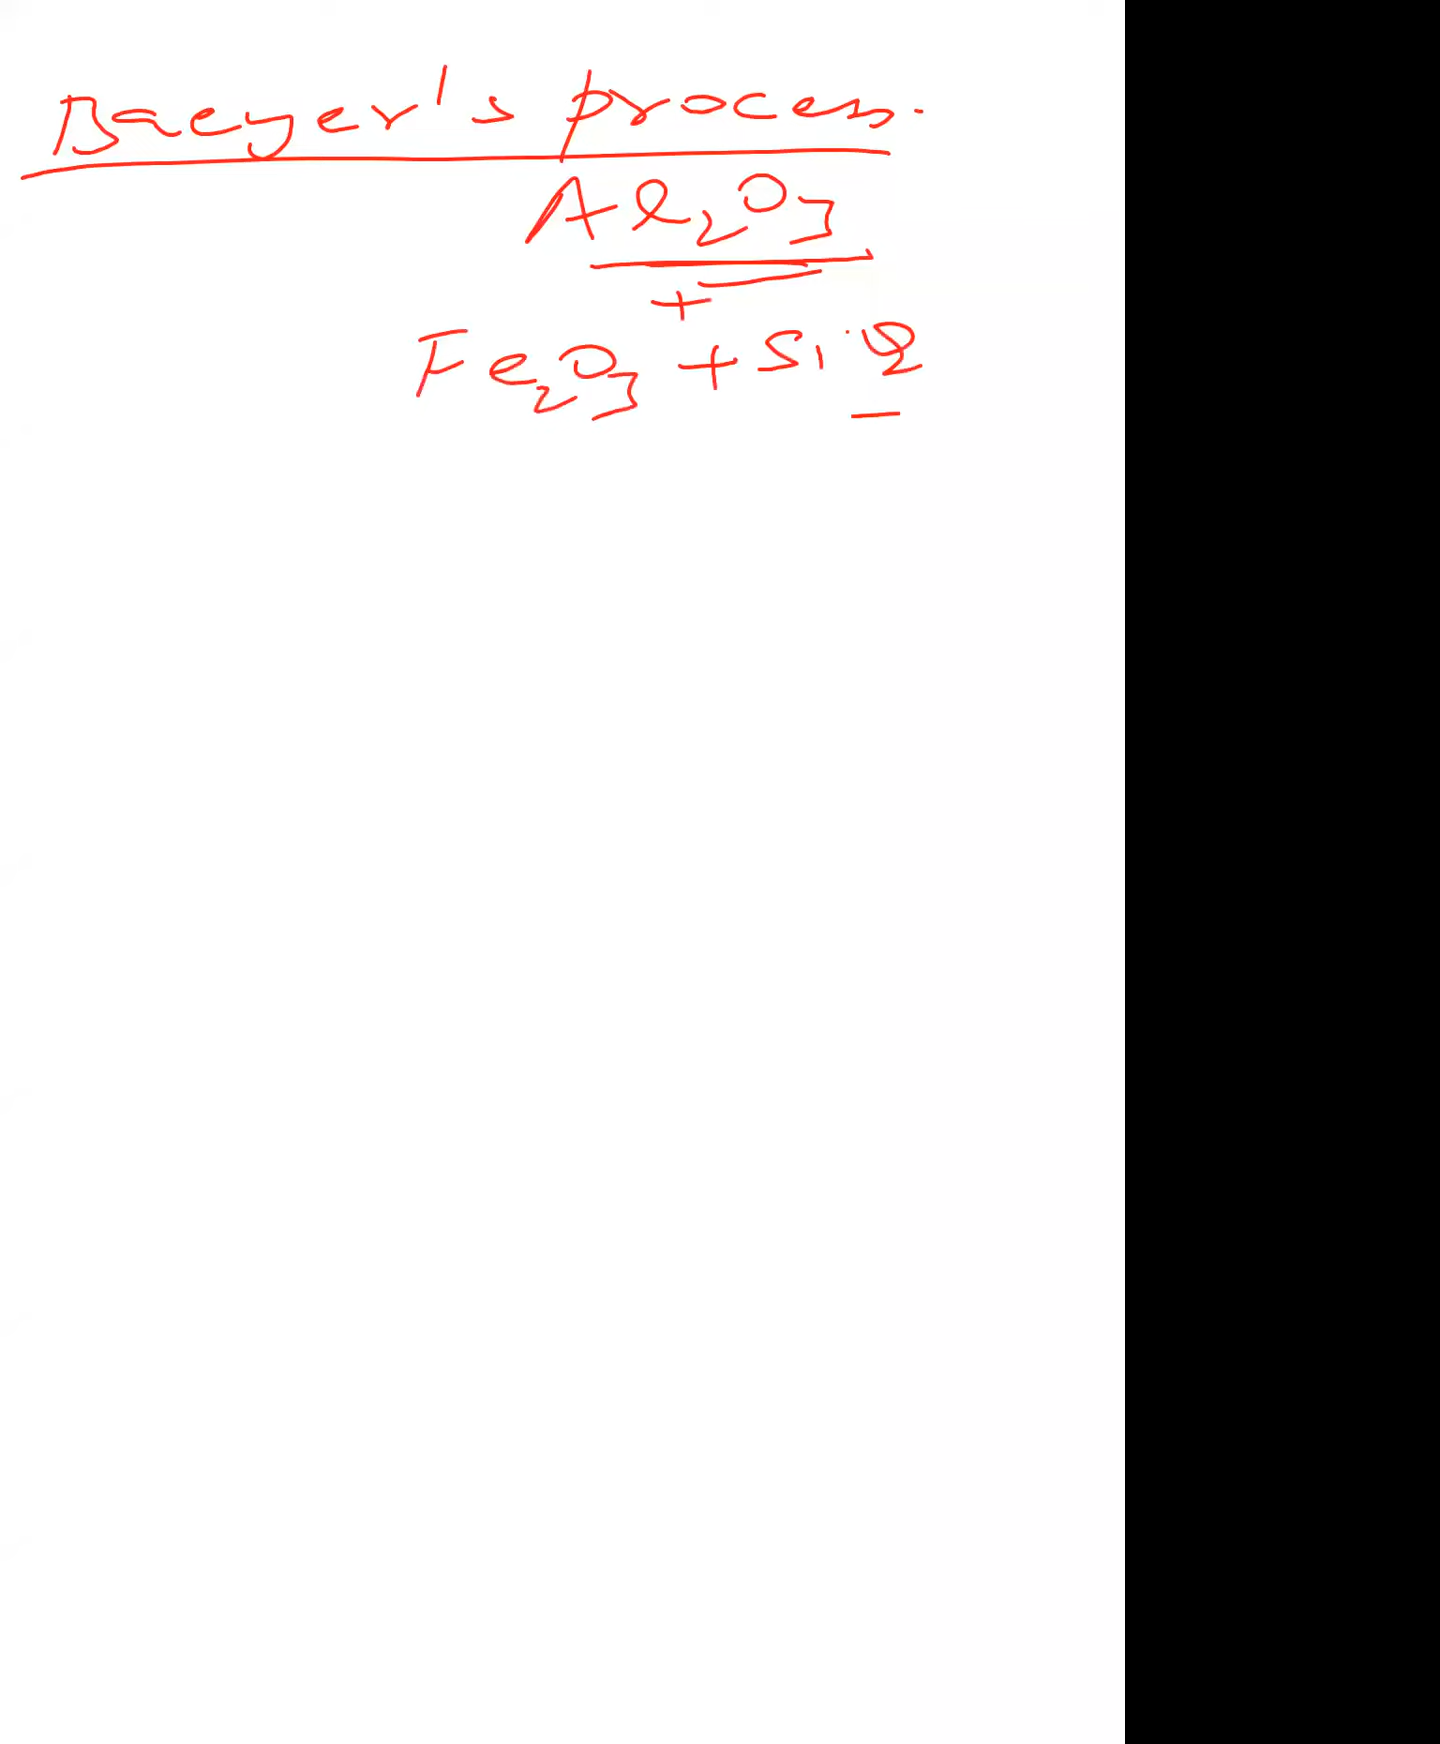 Baeyer's process.
Al₂O₃
+
Fe₂O₃ + SiO₂